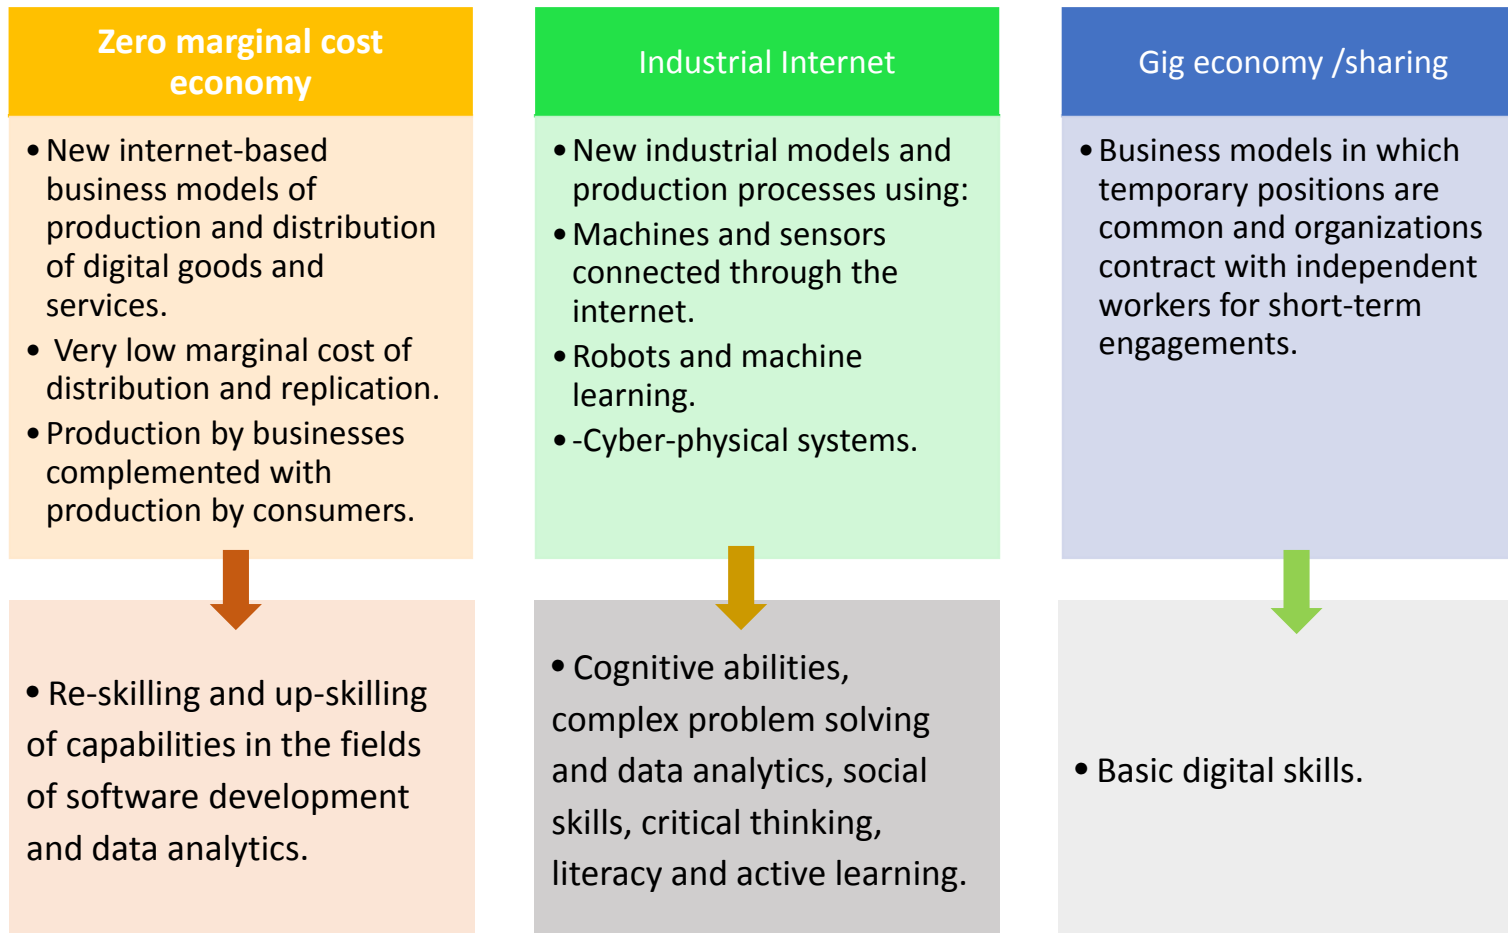 Zero marginal cost
economy
• New internet-based
business models of
production and distribution
of digital goods and
services.
• Very low marginal cost of
distribution and replication.
• Production by businesses
complemented with
production by consumers.
• Re-skilling and up-skilling
of capabilities in the fields
of software development
and data analytics.
Industrial Internet
• New industrial models and
production processes using:
• Machines and sensors
connected through the
internet.
• Robots and machine
learning.
• -Cyber-physical systems.
• Cognitive abilities,
complex problem solving
and data analytics, social
skills, critical thinking,
literacy and active learning.
Gig economy /sharing
• Business models in which
temporary positions are
common and organizations
contract with independent
workers for short-term
engagements.
• Basic digital skills.